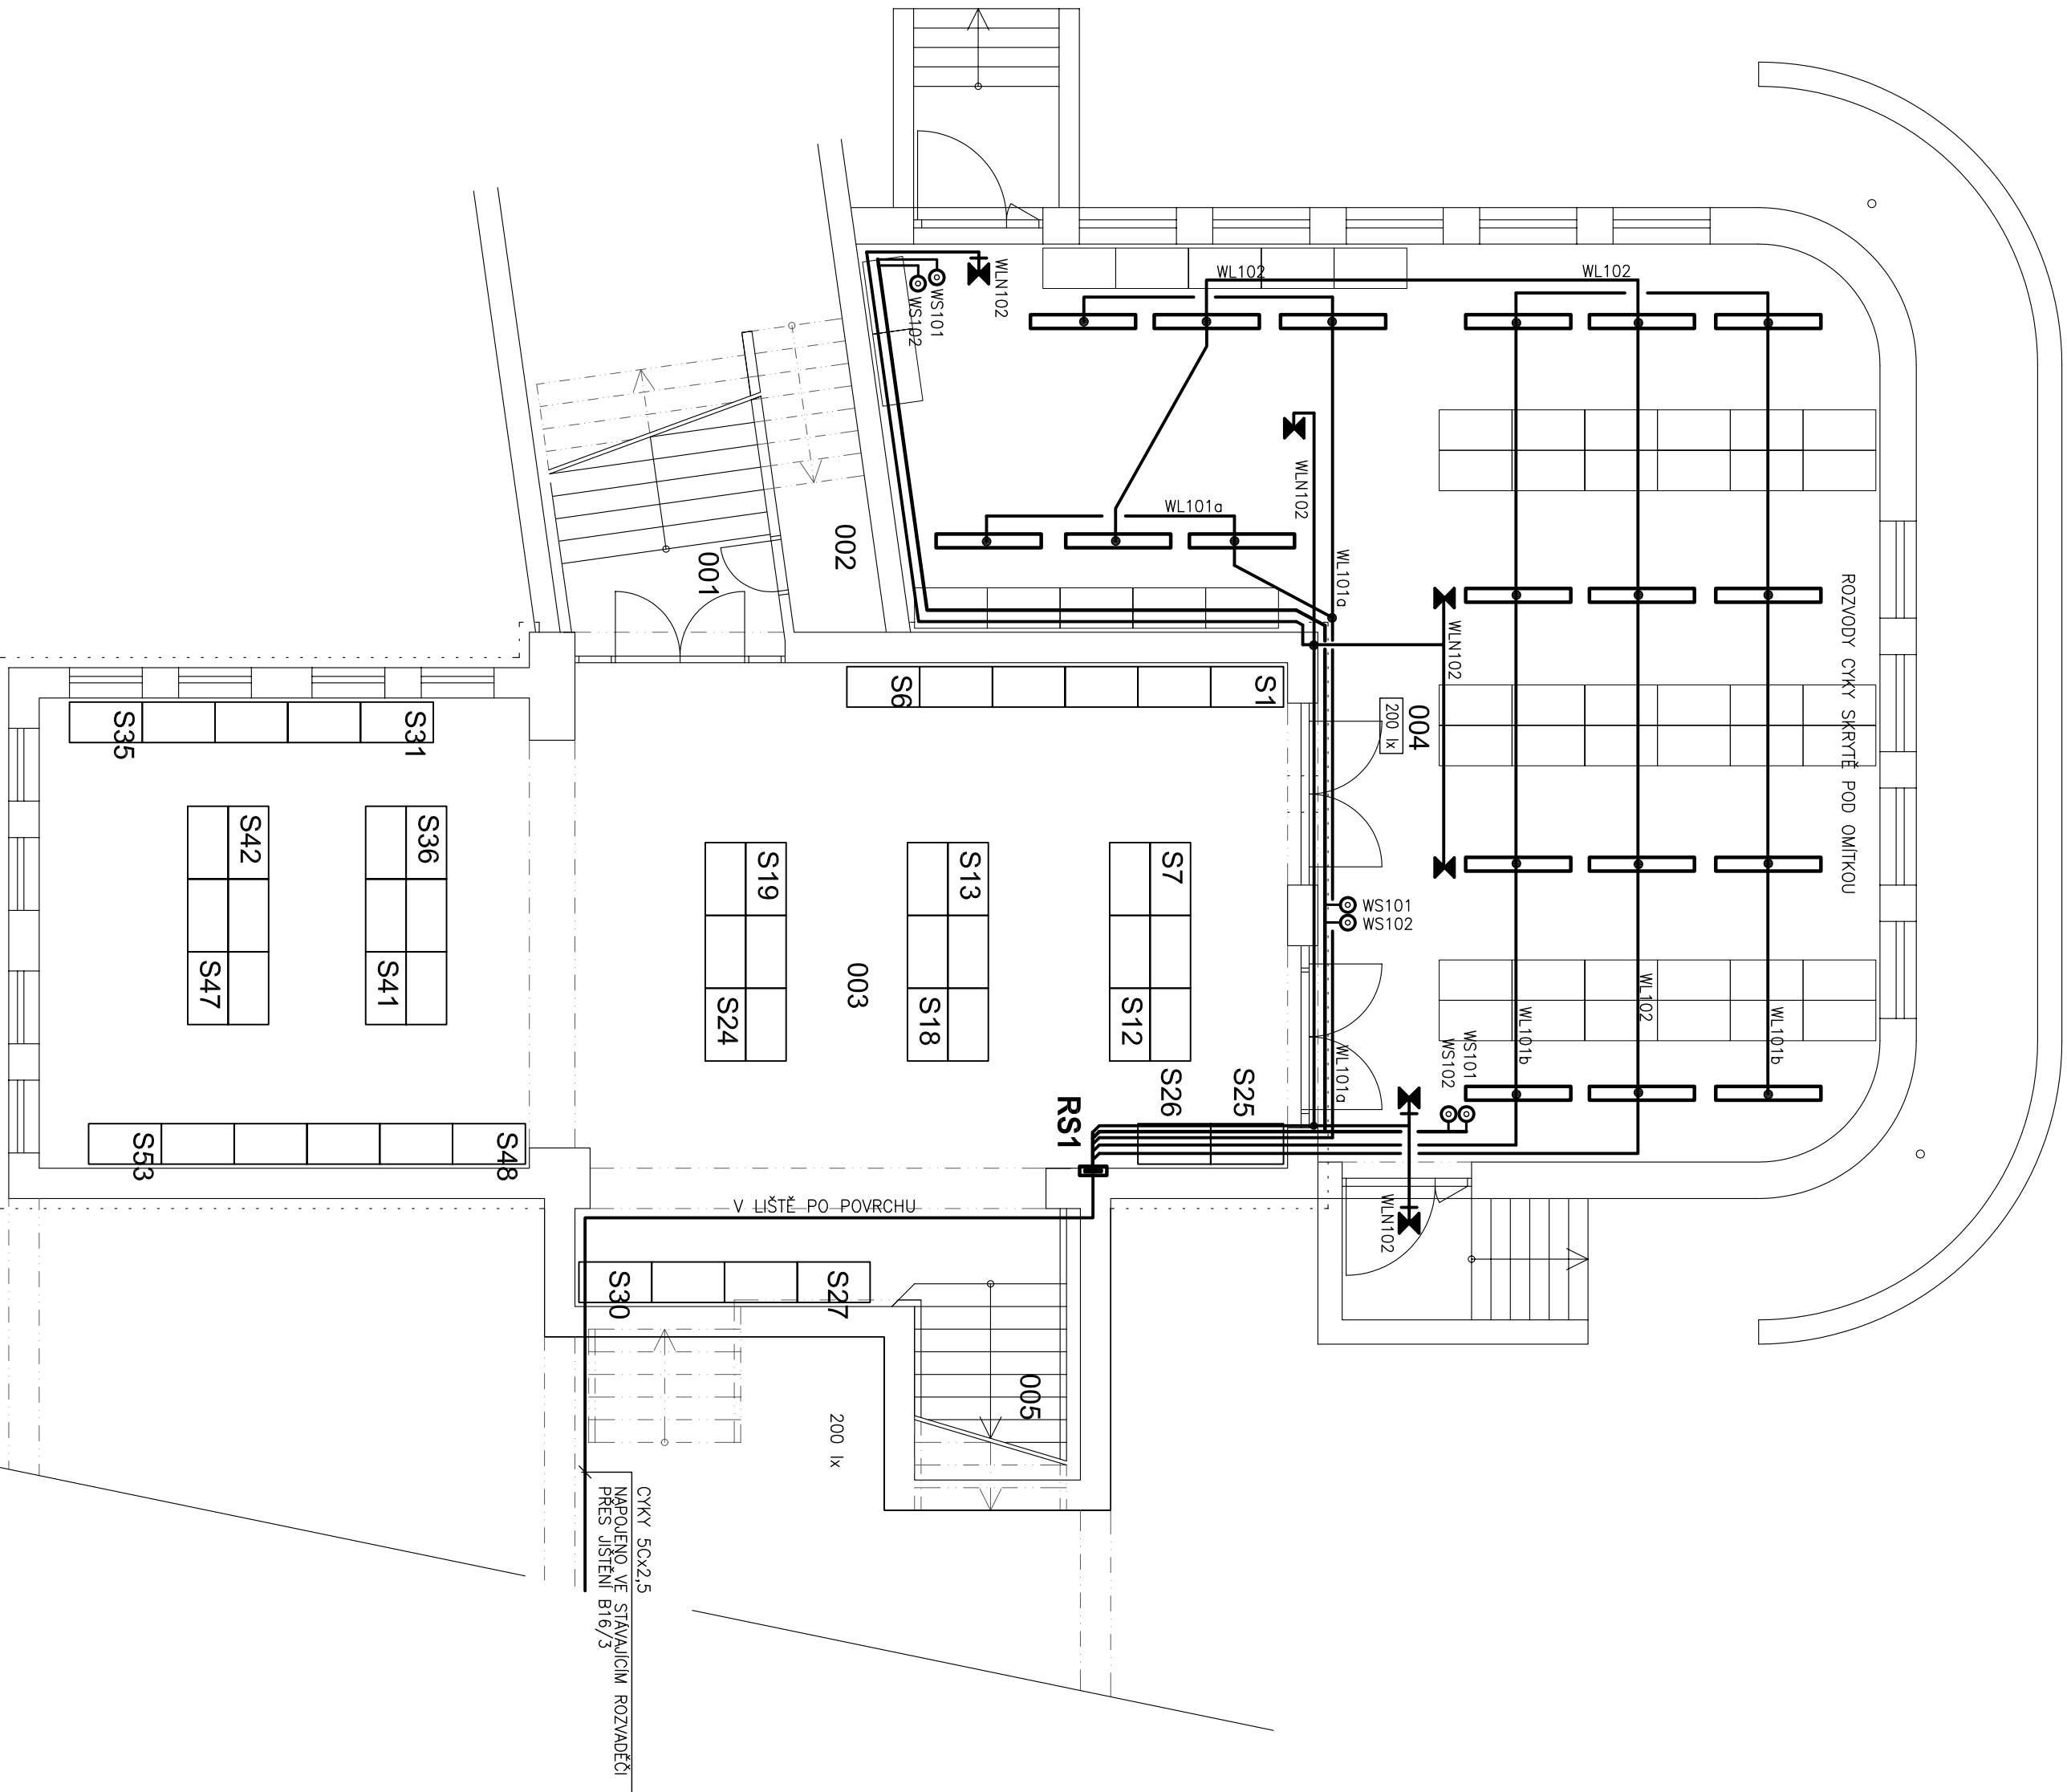 WLN102
WS101
WS102
WL102
WL102
WLN102
WL101a
WL101a
WLN102
ROZVODY CYKY SKRYTĚ POD OMÍTKOU
002
001
S6
S1
004
200 lx
S35
S31
S42
S36
S19
S13
S7
WS101
WS102
S47
S41
S24
003
S18
S12
WL102
WL101b
WL101b
WS101
WS102
WL101a
S26
S25
RS1
S53
S48
V LIŠTĚ PO POVRCHU
WLN102
S30
S27
005
200 lx
CYKY 5Cx2,5
NAPOJENO VE STÁVAJÍCÍM ROZVADĚČI
PŘES JIŠTĚNÍ B16/3